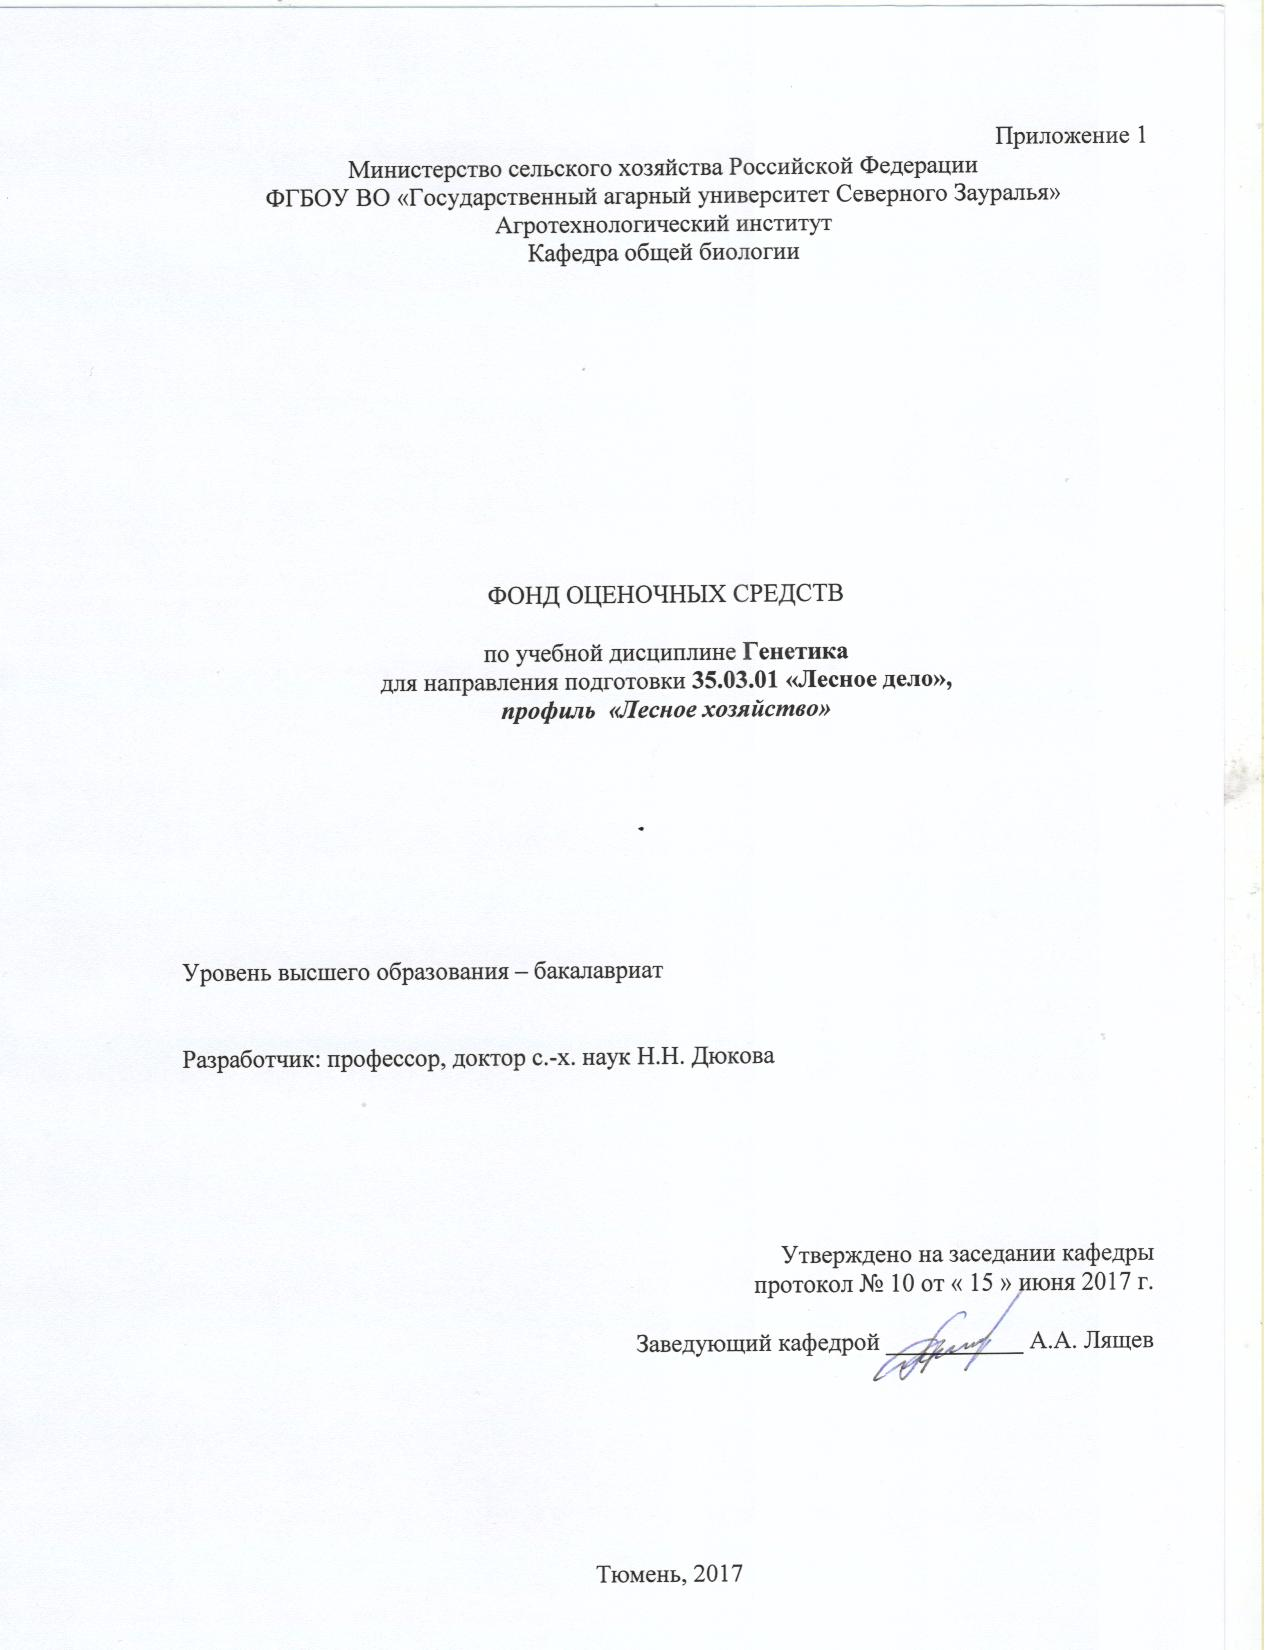 Приложение 1
Министерство сельского хозяйства Российской Федерации
ФГБОУ ВО «Государственный агарный университет Северного Зауралья»
Агротехнологический институт
Кафедра общей биологии
ФОНД ОЦЕНОЧНЫХ СРЕДСТВ
по учебной дисциплине Генетика
для направления подготовки 35.03.01 «Лесное дело»,
профиль «Лесное хозяйство»
Уровень высшего образования – бакалавриат
Разработчик: профессор, доктор с.-х. наук Н.Н. Дюкова
Утверждено на заседании кафедры
протокол № 10 от « 15 » июня 2017 г.
Заведующий кафедрой ___________ А.А. Лящев
Тюмень, 2017